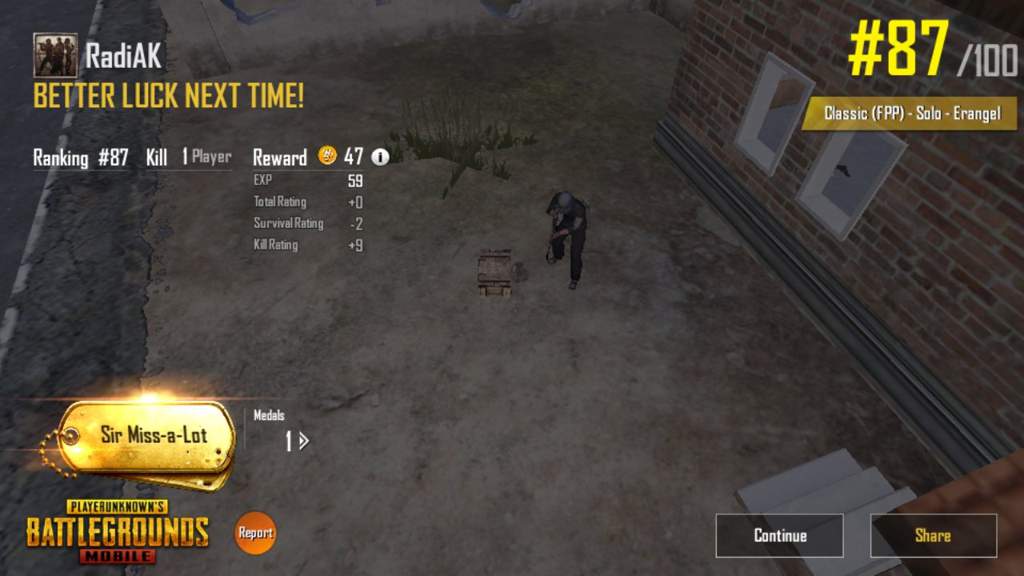 RadiAK
#87 /100
BETTER LUCK NEXT TIME!
Classic (FPP) - Solo - Erangel
Ranking #87 Kill 1 Player Reward 47
EXP 59
Total Rating +0
Survival Rating -2
Kill Rating +9
Sir Miss-a-Lot
Medals
1
PLAYERUNKNOWN'S
BATTLEGROUNDS
MOBILE
Report
Continue
Share